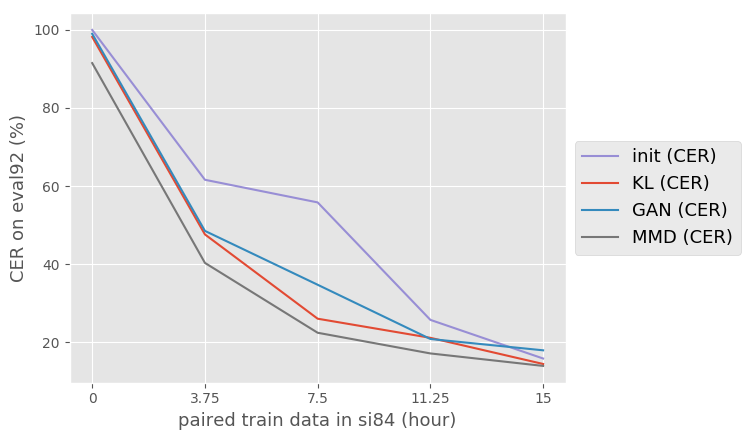 100
80
60
40
20
CER on eval92 (%)
0
3.75
7.5
11.25
15
paired train data in si84 (hour)
init (CER)
KL (CER)
GAN (CER)
MMD (CER)